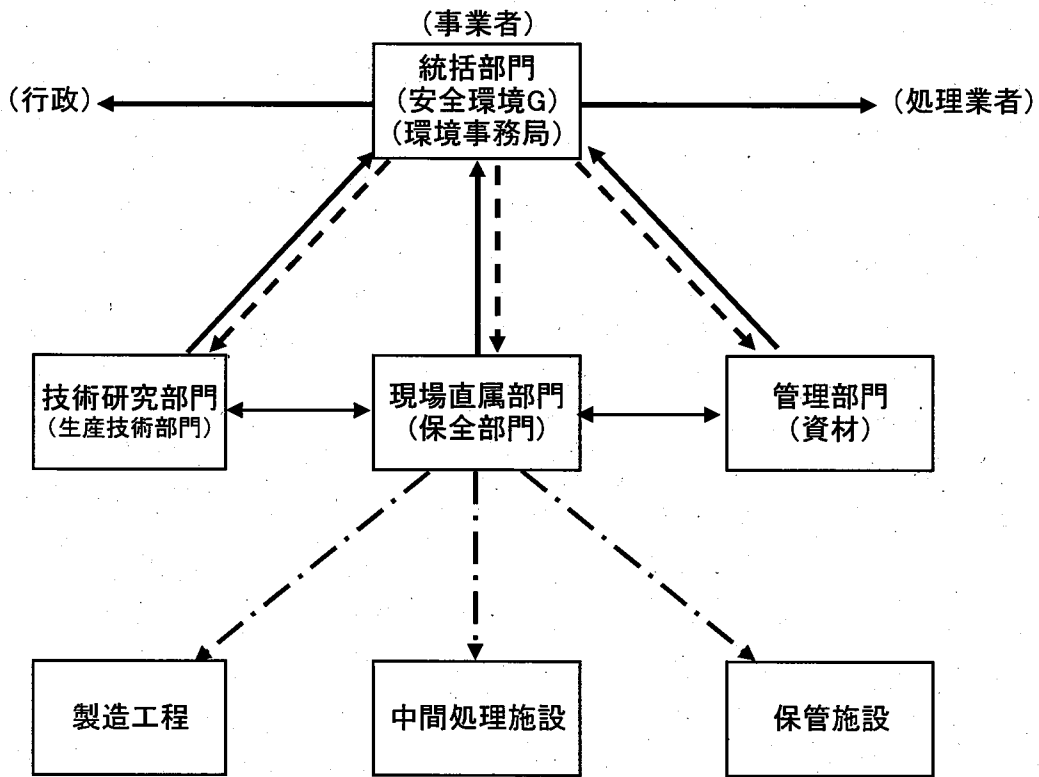 (事業者)
統括部門
(安全環境G)
(環境事務局)
(行政)
(処理業者)
技術研究部門
(生産技術部門)
現場直属部門
(保全部門)
管理部門
(資材)
製造工程
中間処理施設
保管施設